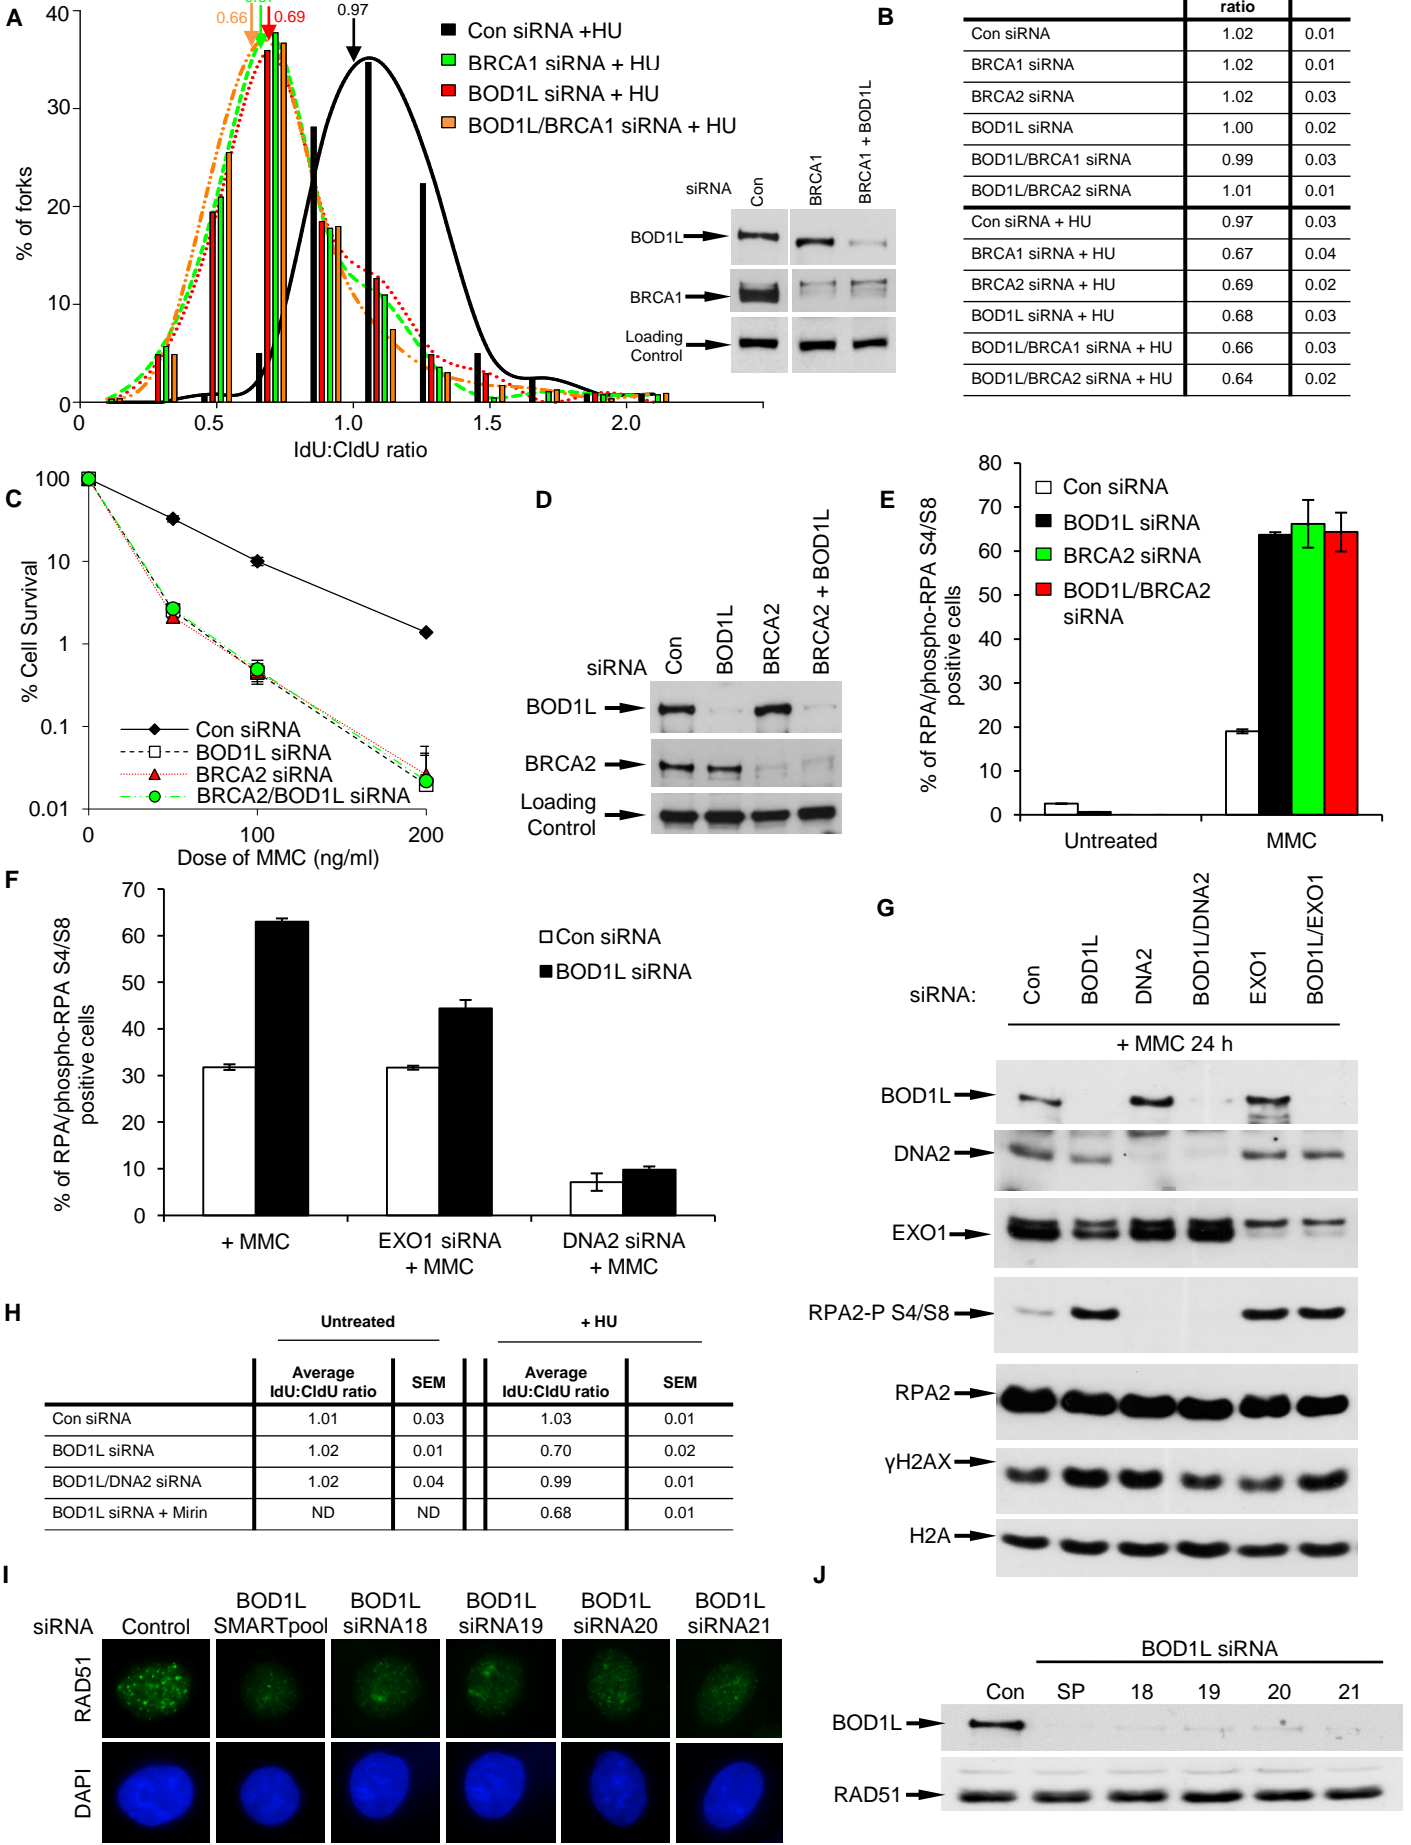 A
40
30
20
10
0
% of forks
0.66
0.69
0.97
Con siRNA +HU
BRCA1 siRNA + HU
BOD1L siRNA + HU
BOD1L/BRCA1 siRNA + HU
0
0.5
1.0
1.5
2.0
IdU:CldU ratio
siRNA
Con
BRCA1
BRCA1 + BOD1L
BOD1L
BRCA1
Loading
Control
B
ratio
Con siRNA 1.02 0.01
BRCA1 siRNA 1.02 0.01
BRCA2 siRNA 1.02 0.03
BOD1L siRNA 1.00 0.02
BOD1L/BRCA1 siRNA 0.99 0.03
BOD1L/BRCA2 siRNA 1.01 0.01
Con siRNA + HU 0.97 0.03
BRCA1 siRNA + HU 0.67 0.04
BRCA2 siRNA + HU 0.69 0.02
BOD1L siRNA + HU 0.68 0.03
BOD1L/BRCA1 siRNA + HU 0.66 0.03
BOD1L/BRCA2 siRNA + HU 0.64 0.02
C
100
10
1
0.1
0.01
% Cell Survival
Con siRNA
BOD1L siRNA
BRCA2 siRNA
BRCA2/BOD1L siRNA
0
100
200
Dose of MMC (ng/ml)
D
siRNA
Con
BOD1L
BRCA2
BRCA2 + BOD1L
BOD1L
BRCA2
Loading
Control
E
80
70
60
50
40
30
20
10
0
% of RPA/phospho-RPA S4/S8
positive cells
Con siRNA
BOD1L siRNA
BRCA2 siRNA
BOD1L/BRCA2
siRNA
Untreated
MMC
F
70
60
50
40
30
20
10
0
% of RPA/phospho-RPA S4/S8
positive cells
Con siRNA
BOD1L siRNA
+ MMC
EXO1 siRNA
+ MMC
DNA2 siRNA
+ MMC
G
siRNA:
Con
BOD1L
DNA2
BOD1L/DNA2
EXO1
BOD1L/EXO1
+ MMC 24 h
BOD1L
DNA2
EXO1
RPA2-P S4/S8
RPA2
γH2AX
H2A
H
Untreated + HU
Average
IdU:CldU ratio SEM Average
IdU:CldU ratio SEM
Con siRNA 1.01 0.03 1.03 0.01
BOD1L siRNA 1.02 0.01 0.70 0.02
BOD1L/DNA2 siRNA 1.02 0.04 0.99 0.01
BOD1L siRNA + Mirin ND ND 0.68 0.01
I
siRNA
Control
BOD1L
SMARTpool
BOD1L
siRNA18
BOD1L
siRNA19
BOD1L
siRNA20
BOD1L
siRNA21
RAD51
DAPI
J
BOD1L siRNA
Con SP 18 19 20 21
BOD1L
RAD51